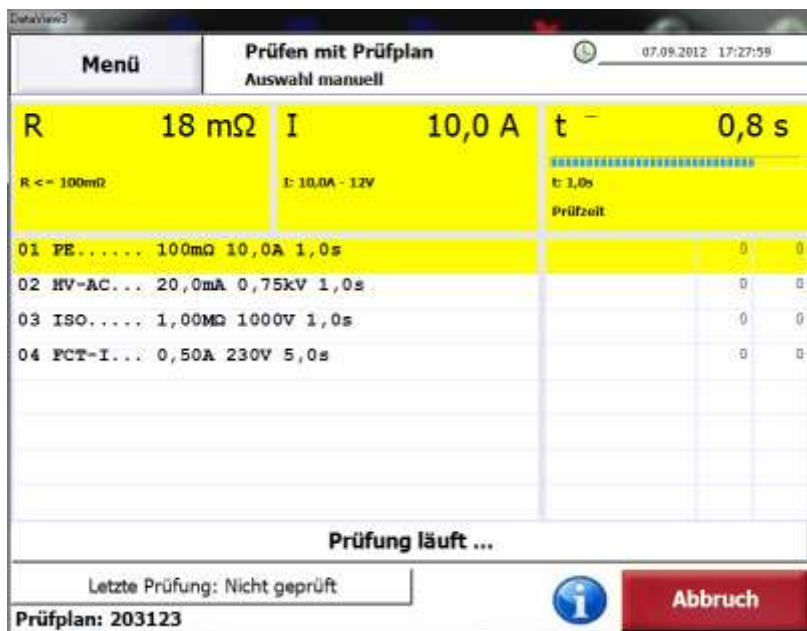 DataView3
Menü
Prüfen mit Prüfplan
Auswahl manuell
07.09.2012 17:27:59
R 18 mΩ I 10,0 A t 0,8 s
R <= 100mΩ I: 10,0A - 12V t: 1,0s
Prüfzeit
01 PE...... 100mΩ 10,0A 1,0s 0 0
02 HV-AC... 20,0mA 0,75kV 1,0s 0 0
03 ISO..... 1,00MΩ 1000V 1,0s 0 0
04 FCT-I... 0,50A 230V 5,0s 0 0
Prüfung läuft ...
Letzte Prüfung: Nicht geprüft
Abbruch
Prüfplan: 203123